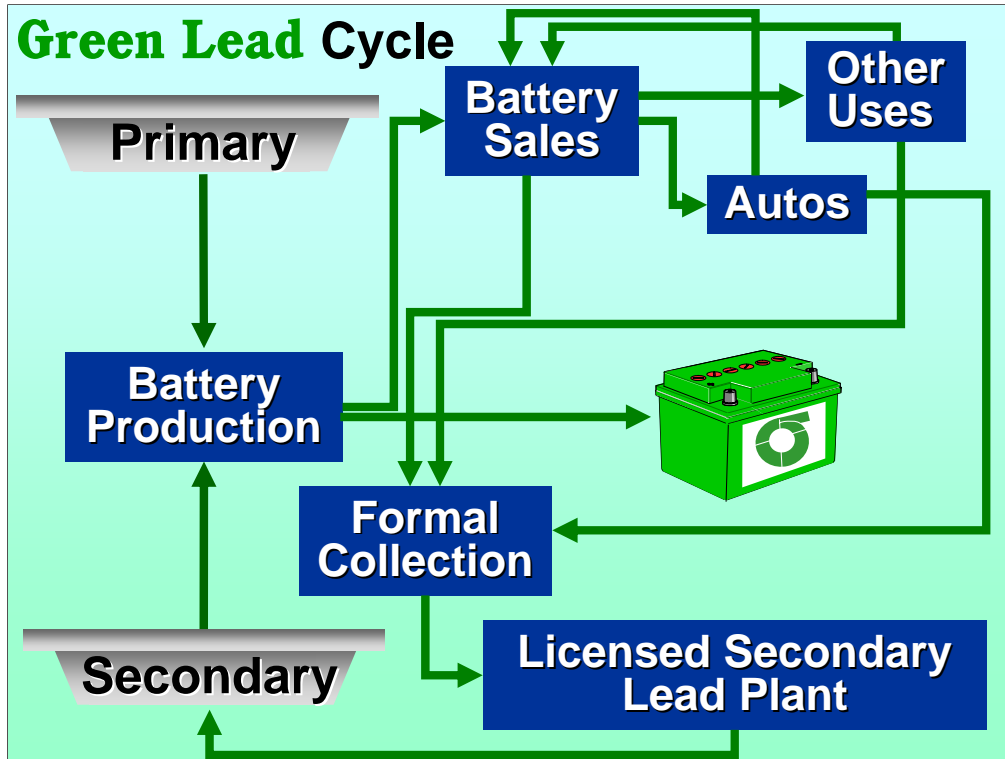 Green Lead Cycle
Primary
Battery
Sales
Other
Uses
Autos
Battery
Production
Formal
Collection
Secondary
Licensed Secondary
Lead Plant